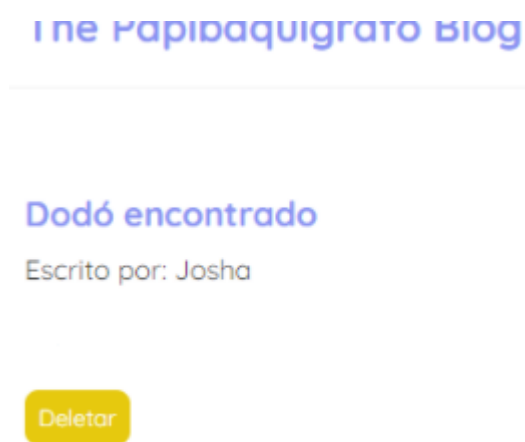 The Papibaquigrafo Blog
Dodó encontrado
Escrito por: Josha
Deletar